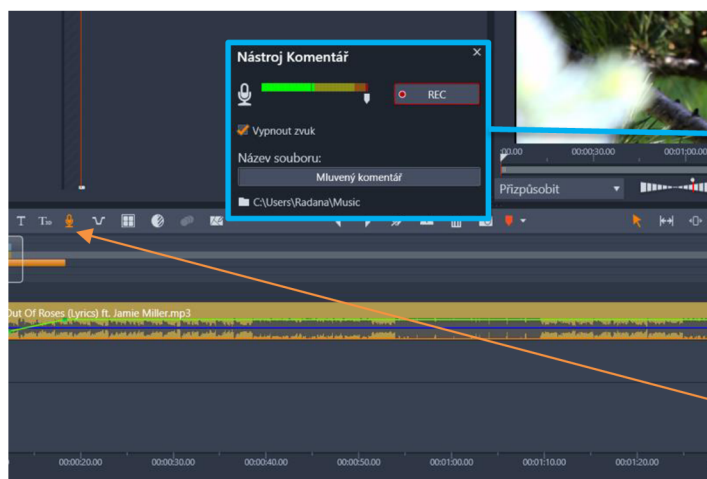 Nástroj Komentář
REC
Vypnout zvuk
Název souboru:
Mluvený komentář
C:\Users\Radana\Music
:00.00 00:00:30.00 00:01:00.00
Přizpůsobit
Out Of Roses (Lyrics) ft. Jamie Miller.mp3
00:00:20.00 00:00:30.00 00:00:40.00 00:00:50.00 00:01:00.00 00:01:10.00 00:01:20.00